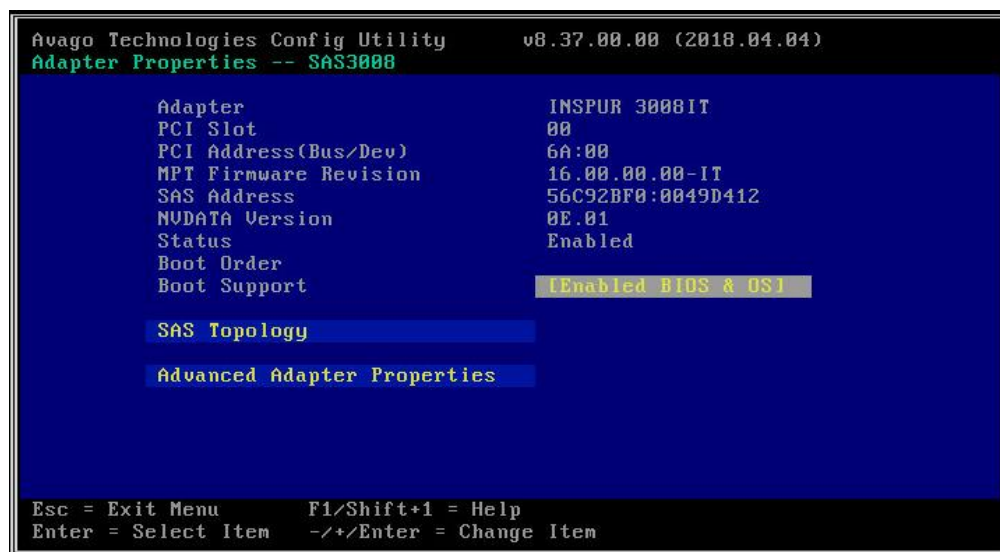 Avago Technologies Config Utility v8.37.00.00 (2018.04.04)
Adapter Properties -- SAS3008
Adapter INSPUR 3008IT
PCI Slot 00
PCI Address(Bus/Dev) 6A:00
MPT Firmware Revision 16.00.00.00-IT
SAS Address 56C92BF0:0049D412
NVDATA Version 0E.01
Status Enabled
Boot Order
Boot Support [Enabled BIOS & OS]
SAS Topology
Advanced Adapter Properties
Esc = Exit Menu F1/Shift+1 = Help
Enter = Select Item -/+/Enter = Change Item